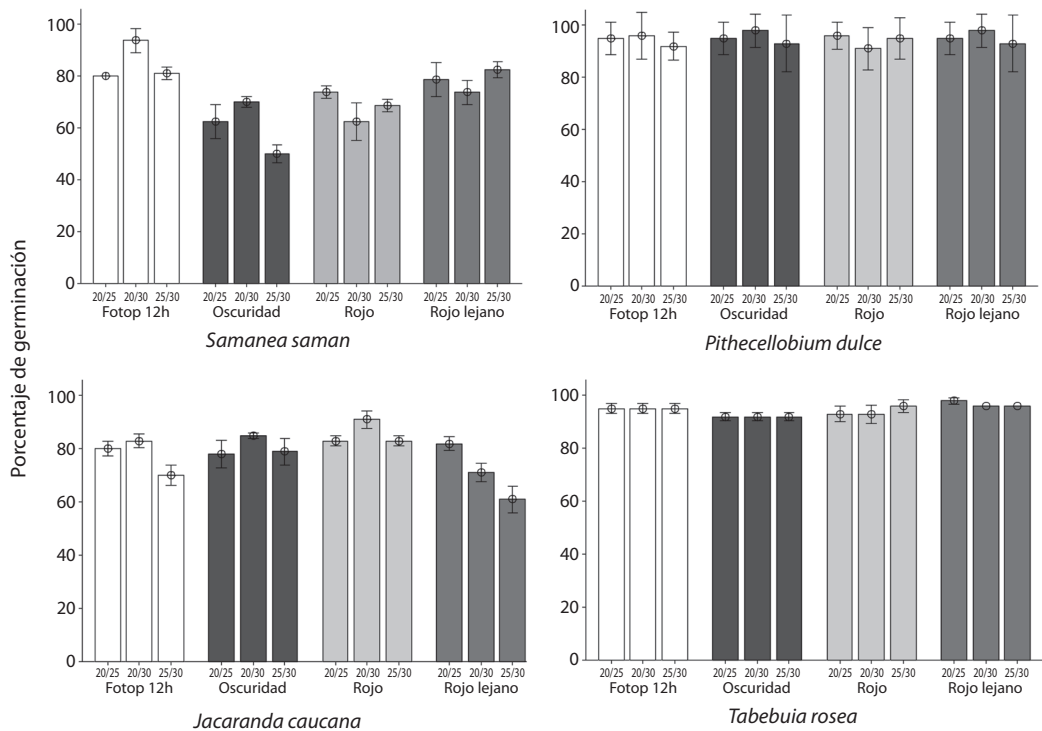 Porcentaje de germinación
100
80
60
40
20
0
20/25 20/30 25/30 20/25 20/30 25/30 20/25 20/30 25/30 20/25 20/30 25/30
Fotop 12h Oscuridad Rojo Rojo lejano
Samanea saman
100
80
60
40
20
0
20/25 20/30 25/30 20/25 20/30 25/30 20/25 20/30 25/30 20/25 20/30 25/30
Fotop 12h Oscuridad Rojo Rojo lejano
Pithecellobium dulce
100
80
60
40
20
0
20/25 20/30 25/30 20/25 20/30 25/30 20/25 20/30 25/30 20/25 20/30 25/30
Fotop 12h Oscuridad Rojo Rojo lejano
Jacaranda caucana
100
80
60
40
20
0
20/25 20/30 25/30 20/25 20/30 25/30 20/25 20/30 25/30 20/25 20/30 25/30
Fotop 12h Oscuridad Rojo Rojo lejano
Tabebuia rosea